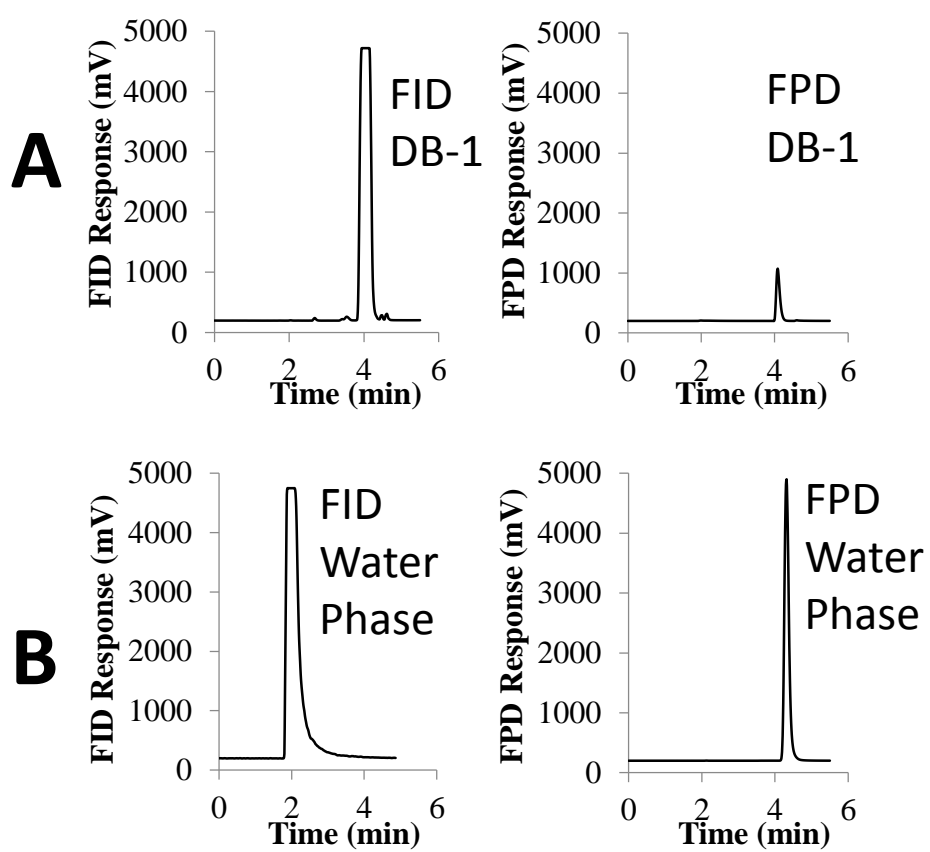 A
FID Response (mV)
5000
4000
3000
2000
1000
0
0 2 4 6
Time (min)
FID
DB-1
FPD Response (mV)
5000
4000
3000
2000
1000
0
0 2 4 6
Time (min)
FPD
DB-1
B
FID Response (mV)
5000
4000
3000
2000
1000
0
0 2 4 6
Time (min)
FID
Water
Phase
FPD Response (mV)
5000
4000
3000
2000
1000
0
0 2 4 6
Time (min)
FPD
Water
Phase